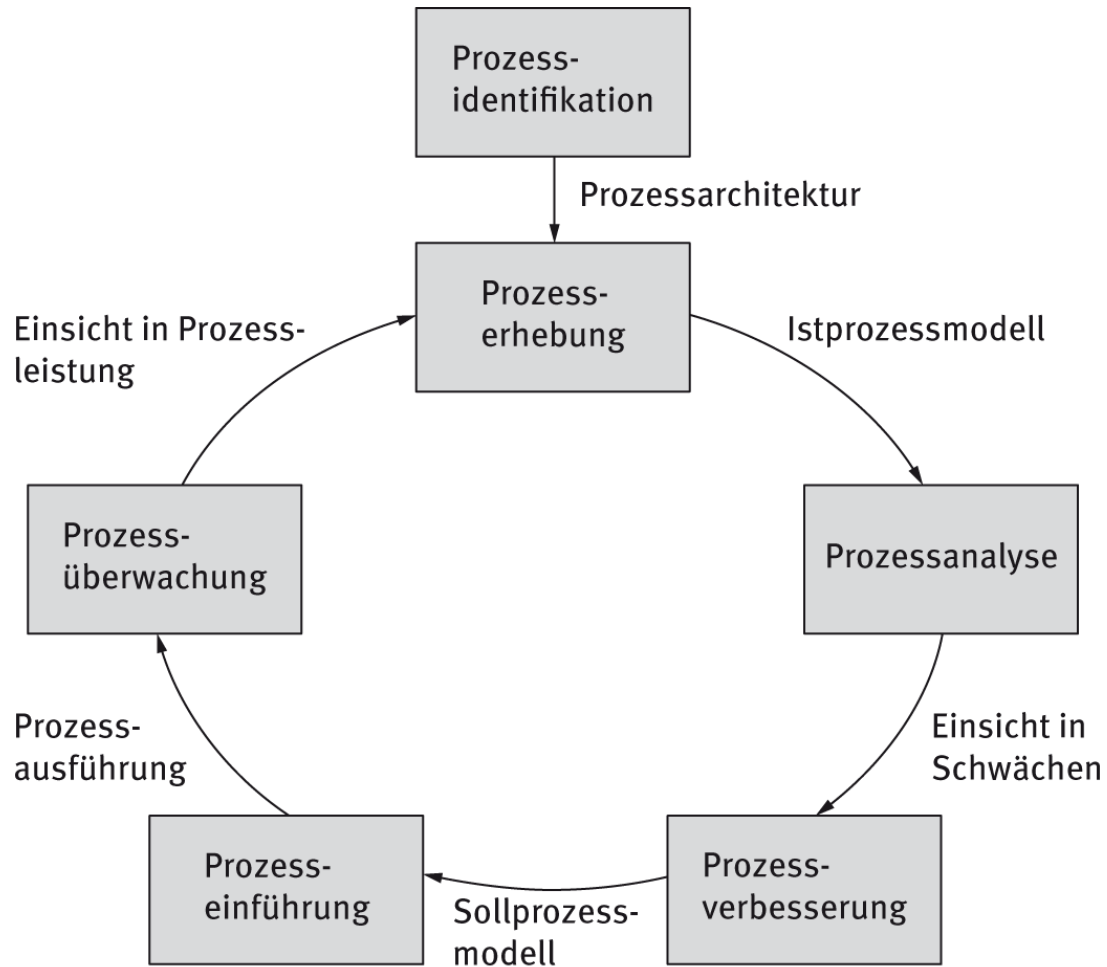 Prozess-
identifikation
Prozessarchitektur
Prozess-
erhebung
Istprozessmodell
Prozessanalyse
Einsicht in
Schwächen
Prozess-
verbesserung
Sollprozess-
modell
Prozess-
einführung
Prozess-
ausführung
Prozess-
überwachung
Einsicht in Prozess-
leistung